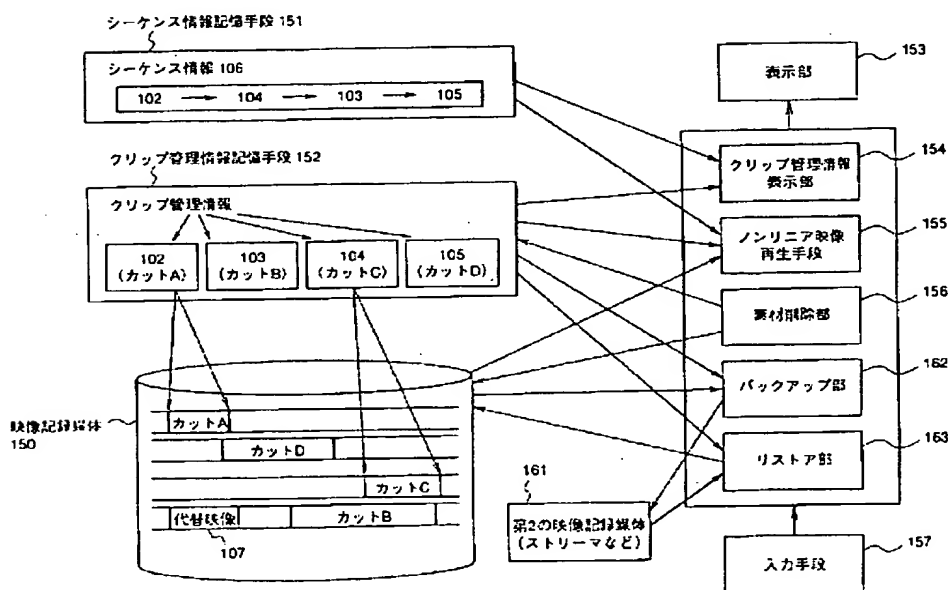 シーケンス情報記憶手段 151
シーケンス情報 106
102 → 104 → 103 → 105
クリップ管理情報記憶手段 152
クリップ管理情報
102
(カットA)
103
(カットB)
104
(カットC)
105
(カットD)
映像記録媒体
150
カットA
カットD
カットC
代替映像
カットB
107
161
第2の映像記録媒体
(ストリーマなど)
153
表示部
154
クリップ管理情報
表示部
155
ノンリニア映像
再生手段
156
素材削除部
162
バックアップ部
163
リストア部
157
入力手段